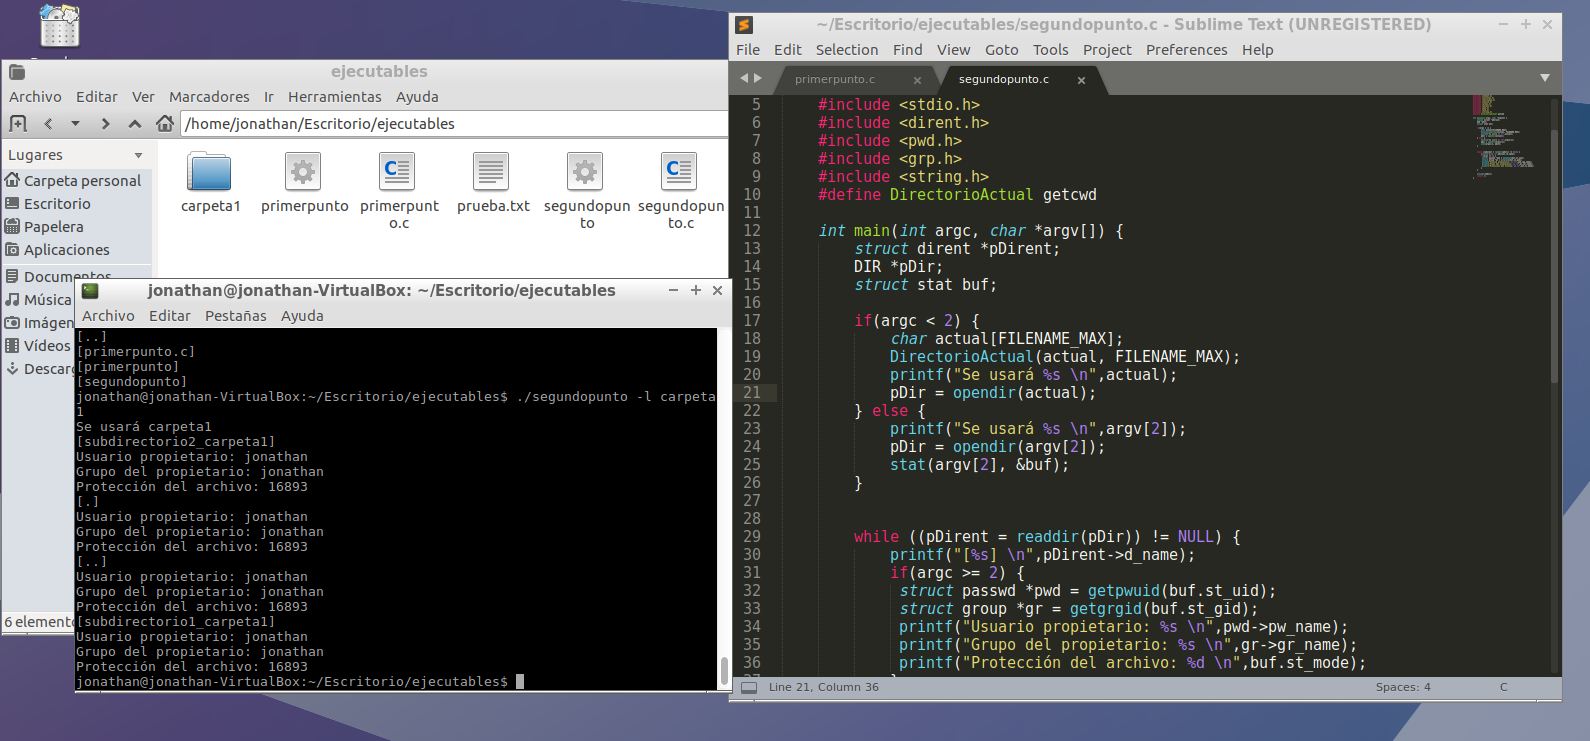 ejecutables
Archivo Editar Ver Marcadores Ir Herramientas Ayuda
/home/jonathan/Escritorio/ejecutables
Lugares
Carpeta personal
Escritorio
Papelera
Aplicaciones
Documentos
Música
Imágen
Vídeos
Descarg
6 elemento
carpeta1
primerpunto
primerpunt
o.c
prueba.txt
segundopun
to
segundopun
to.c
jonathan@jonathan-VirtualBox: ~/Escritorio/ejecutables
Archivo Editar Pestañas Ayuda
[..]
[primerpunto.c]
[primerpunto]
[segundopunto]
jonathan@jonathan-VirtualBox:~/Escritorio/ejecutables$ ./segundopunto -l carpeta
1
Se usará carpeta1
[subdirectorio2_carpeta1]
Usuario propietario: jonathan
Grupo del propietario: jonathan
Protección del archivo: 16893
[.]
Usuario propietario: jonathan
Grupo del propietario: jonathan
Protección del archivo: 16893
[..]
Usuario propietario: jonathan
Grupo del propietario: jonathan
Protección del archivo: 16893
[subdirectorio1_carpeta1]
Usuario propietario: jonathan
Grupo del propietario: jonathan
Protección del archivo: 16893
jonathan@jonathan-VirtualBox:~/Escritorio/ejecutables$
~/Escritorio/ejecutables/segundopunto.c - Sublime Text (UNREGISTERED)
File Edit Selection Find View Goto Tools Project Preferences Help
primerpunto.c segundopunto.c
5 #include <stdio.h>
6 #include <dirent.h>
7 #include <pwd.h>
8 #include <grp.h>
9 #include <string.h>
10 #define DirectorioActual getcwd
11
12 int main(int argc, char *argv[]) {
13 struct dirent *pDirent;
14 DIR *pDir;
15 struct stat buf;
16
17 if(argc < 2) {
18 char actual[FILENAME_MAX];
19 DirectorioActual(actual, FILENAME_MAX);
20 printf("Se usará %s \n",actual);
21 pDir = opendir(actual);
22 } else {
23 printf("Se usará %s \n",argv[2]);
24 pDir = opendir(argv[2]);
25 stat(argv[2], &buf);
26 }
27
28
29 while ((pDirent = readdir(pDir)) != NULL) {
30 printf("[%s] \n",pDirent->d_name);
31 if(argc >= 2) {
32 struct passwd *pwd = getpwuid(buf.st_uid);
33 struct group *gr = getgrgid(buf.st_gid);
34 printf("Usuario propietario: %s \n",pwd->pw_name);
35 printf("Grupo del propietario: %s \n",gr->gr_name);
36 printf("Protección del archivo: %d \n",buf.st_mode);
Line 21, Column 36 Spaces: 4 C